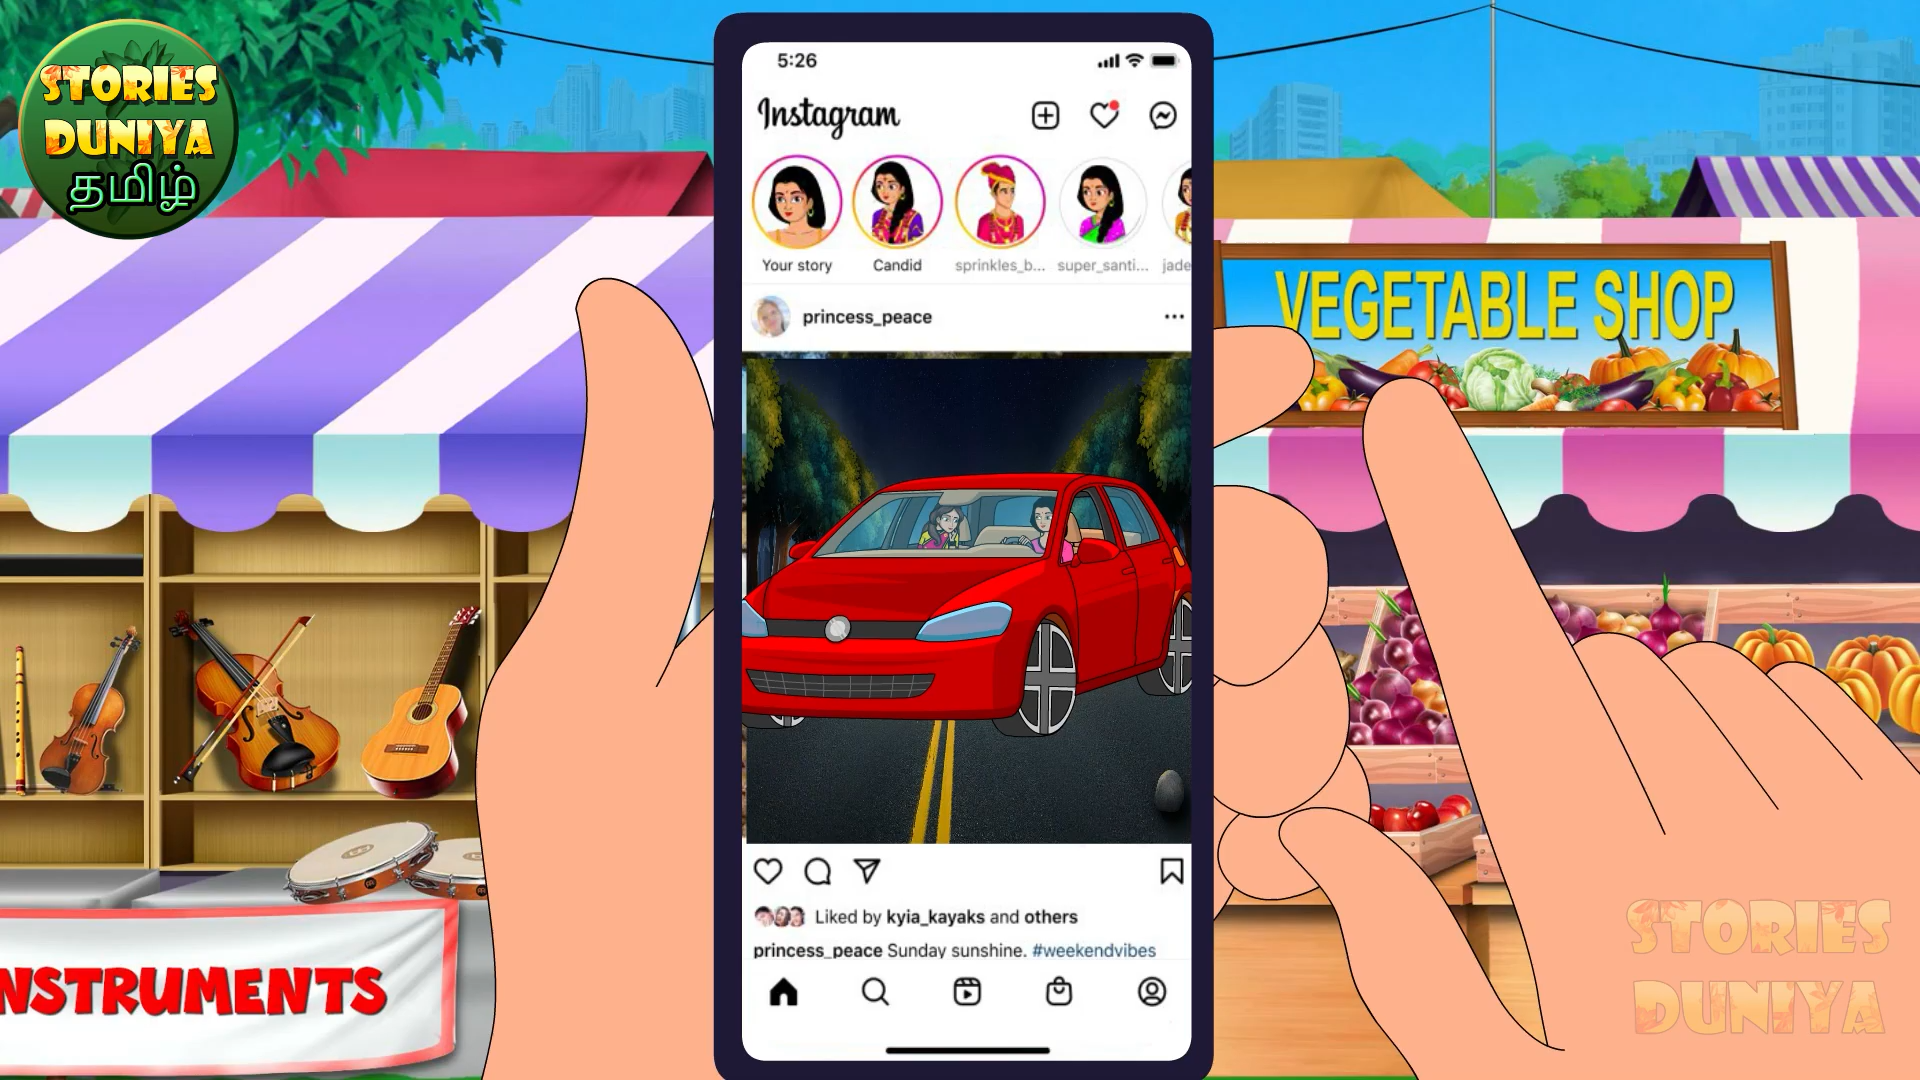 STORIES
DUNIYA
தமிழ்
5:26
Instagram
Your story
Candid
sprinkles_b...
super_santi...
jade
princess_peace
VEGETABLE SHOP
Liked by kyia_kayaks and others
princess_peace Sunday sunshine. #weekendvibes
NSTRUMENTS
STORIES
DUNIYA